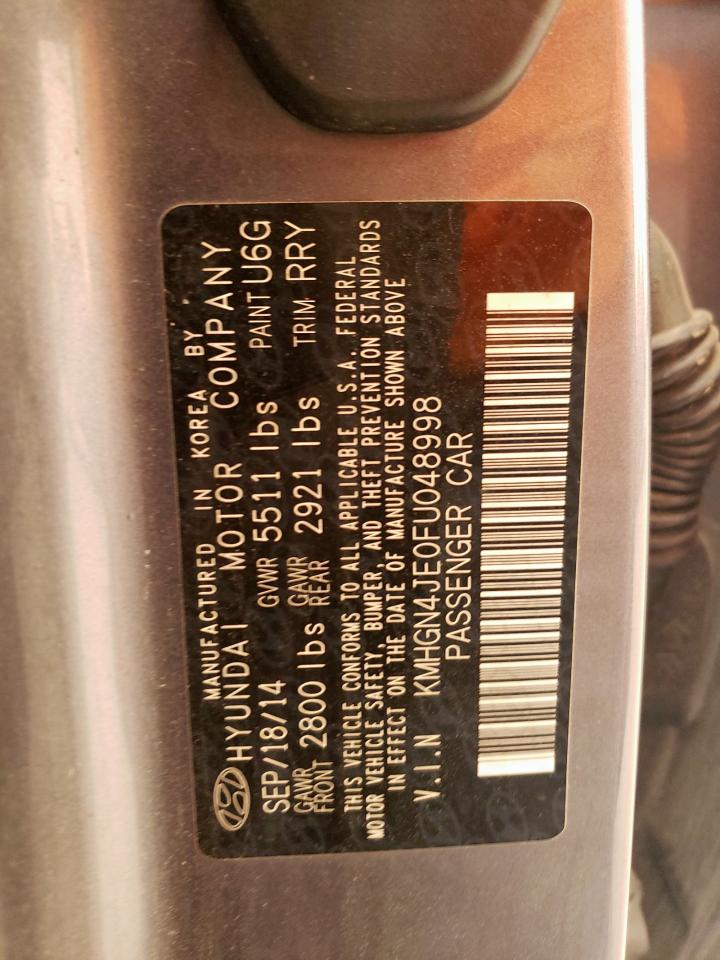 MANUFACTURED IN KOREA BY
HYUNDAI MOTOR COMPANY
SEP/18/14 GVWR 5511 lbs PAINT U6G
GAWR FRONT 2800 lbs GAWR REAR 2921 lbs TRIM RRY
THIS VEHICLE CONFORMS TO ALL APPLICABLE U.S.A. FEDERAL
MOTOR VEHICLE SAFETY, BUMPER, AND THEFT PREVENTION STANDARDS
IN EFFECT ON THE DATE OF MANUFACTURE SHOWN ABOVE
V.I.N KMHGN4JE0FU048998
PASSENGER CAR